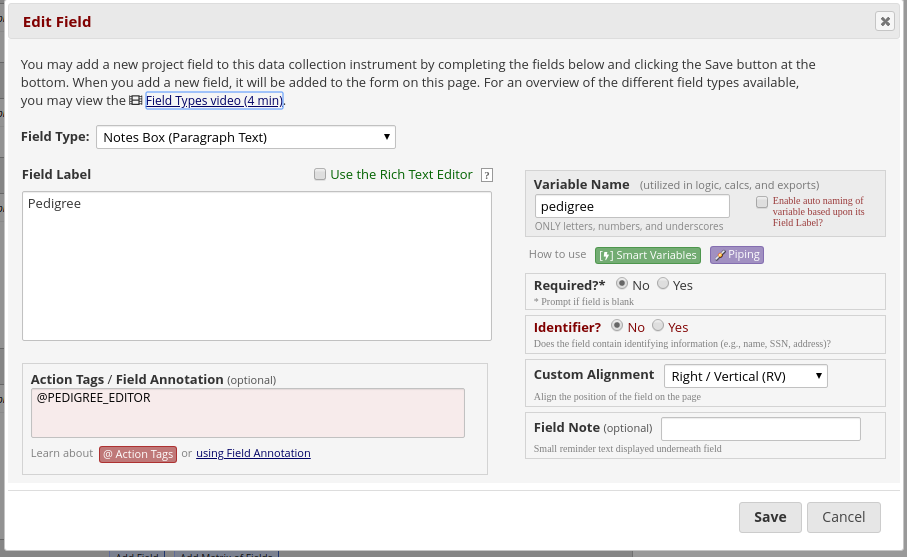 Edit Field
You may add a new project field to this data collection instrument by completing the fields below and clicking the Save button at the
bottom. When you add a new field, it will be added to the form on this page. For an overview of the different field types available,
you may view the Field Types video (4 min).
Field Type: Notes Box (Paragraph Text)
Field Label
Use the Rich Text Editor ?
Pedigree
Action Tags / Field Annotation (optional)
@PEDIGREE_EDITOR
Learn about @ Action Tags or using Field Annotation
Variable Name (utilized in logic, calcs, and exports)
pedigree
ONLY letters, numbers, and underscores
Enable auto naming of
variable based upon its
Field Label?
How to use [ ] Smart Variables Piping
Required?* No Yes
* Prompt if field is blank
Identifier? No Yes
Does the field contain identifying information (e.g., name, SSN, address)?
Custom Alignment Right / Vertical (RV)
Align the position of the field on the page
Field Note (optional)
Small reminder text displayed underneath field
Save Cancel
Add Field Add Matrix of Fields